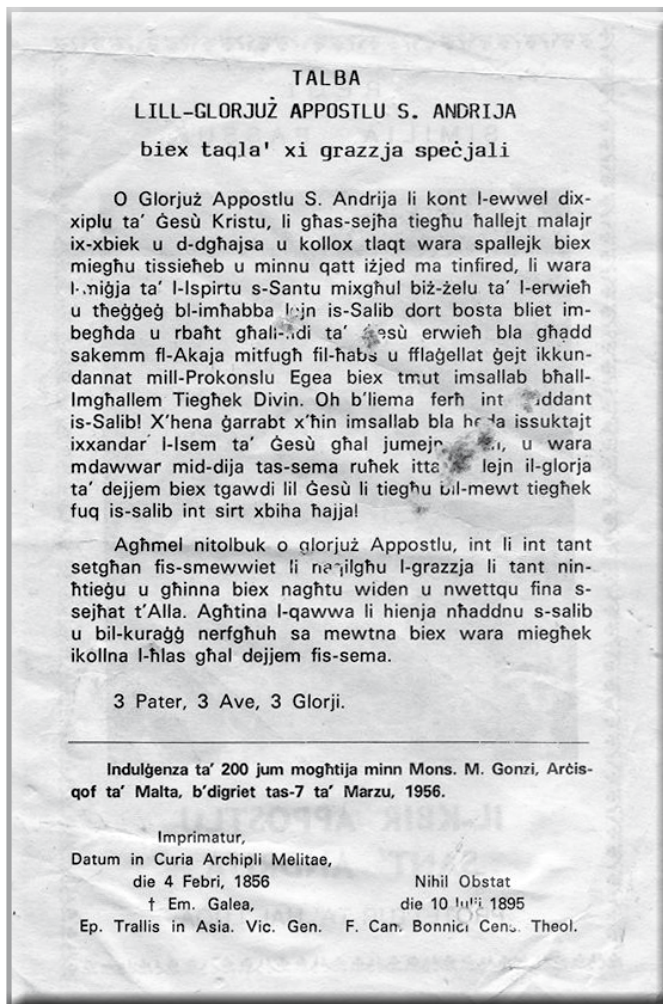 TALBA
LILL-GLORJUŻ APPOSTLU S. ANDRIJA
biex taqla' xi grazzja speċjali
O Glorjuż Appostlu S. Andrija li kont l-ewwel dix-
xiplu ta' Ġesù Kristu, li għas-sejħa tiegħu ħallejt malajr
ix-xbiek u d-dgħajsa u kollox tlaqt wara spallejk biex
miegħu tissieħeb u minnu qatt iżjed ma tinfired, li wara
ta' l-Ispirtu s-Santu mixgħul biż-żelu ta' l-erwieħ
u tħeġġeġ bl-imħabba lejn is-Salib dort bosta bliet im-
begħda u rbaħt ta' Ġesù erwieħ bla għadd
sakemm fl-Akaja mitfugħ fil-ħabs u fflaġellat ġejt ikkun-
dannat mill-Prokonslu Egea biex tmut imsallab bħall-
Imgħallem Tiegħek Divin. Oh b'liema ferħ int
is-Salib! X'hena ġarrabt x'ħin imsallab bla issuktajt
ixxandar l-Isem ta' Ġesù għal jumejn u wara
mdawwar mid-dija tas-sema ruħek lejn il-glorja
ta' dejjem biex tgawdi lil Ġesù li tiegħu bil-mewt tiegħek
fuq is-salib int sirt xbiha ħajja!
Agħmel nitolbuk o glorjuż Appostlu, int li int tant
setgħan fis-smewwiet li l-grazzja li tant nin-
ħtieġu u għinna biex nagħtu widen u nwettqu fina s-
sejħat t'Alla. Agħtina l-qawwa li hienja nħaddnu s-salib
u bil-kuraġġ nerfgħuh sa mewtna biex wara miegħek
ikollna l-ħlas għal dejjem fis-sema.
3 Pater, 3 Ave, 3 Glorji.
Indulġenza ta' 200 jum mogħtija minn Mons. M. Gonzi, Arċis-
qof ta' Malta, b'digriet tas-7 ta' Marzu, 1956.
Imprimatur,
Datum in Curia Archipli Melitae,
die 4 Febri, 1856 Nihil Obstat
† Em. Galea, die 10 Iulii 1895
Ep. Trallis in Asia. Vic. Gen. F. Can. Bonnici Cens. Theol.